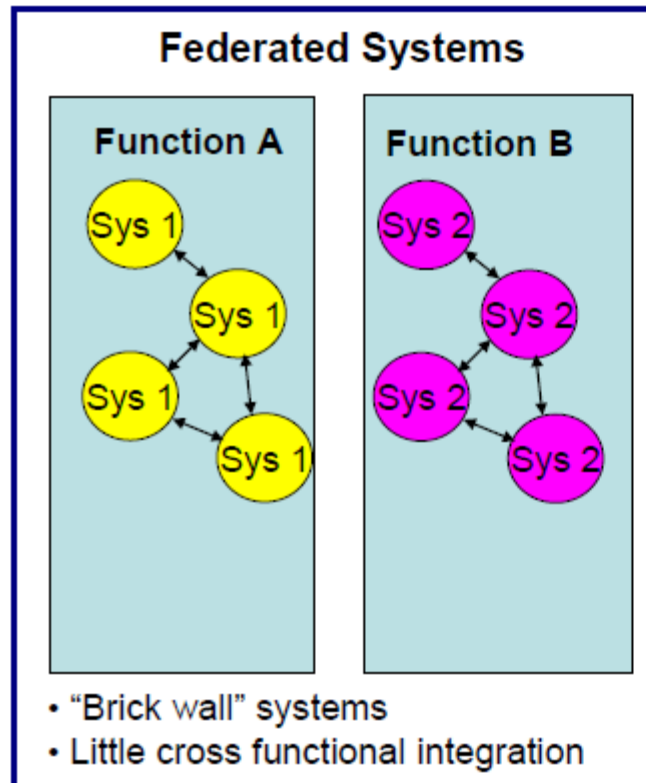 Federated Systems
Function A
Sys 1
Sys 1
Sys 1
Sys 1
Function B
Sys 2
Sys 2
Sys 2
Sys 2
• “Brick wall” systems
• Little cross functional integration